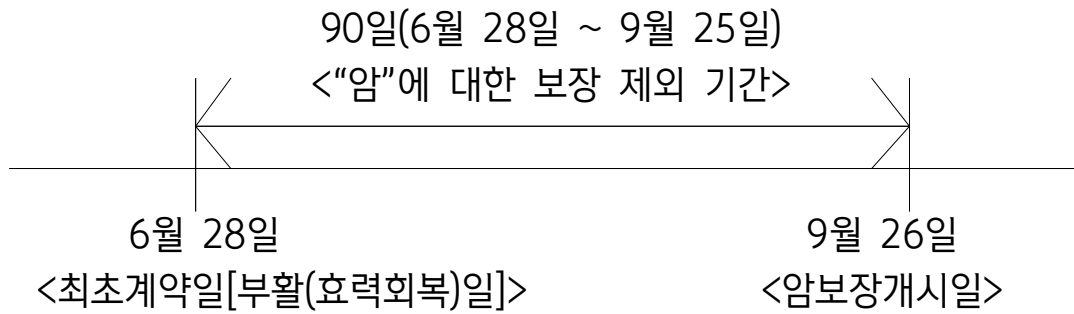 90일(6월 28일 ~ 9월 25일)
<“암”에 대한 보장 제외 기간>
6월 28일
<최초계약일[부활(효력회복)일]>
9월 26일
<암보장개시일>